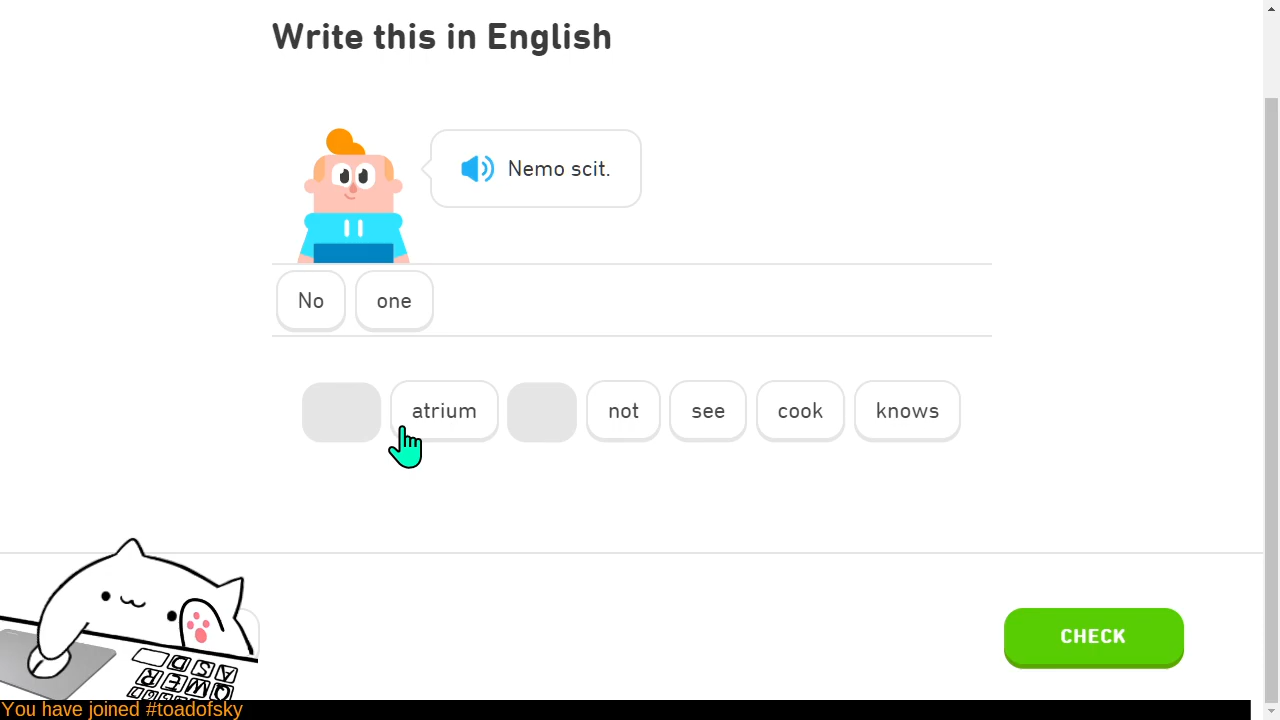 Write this in English
Nemo scit.
No one
atrium not see cook knows
CHECK
A S D
Q W E R
You have joined #toadofsky